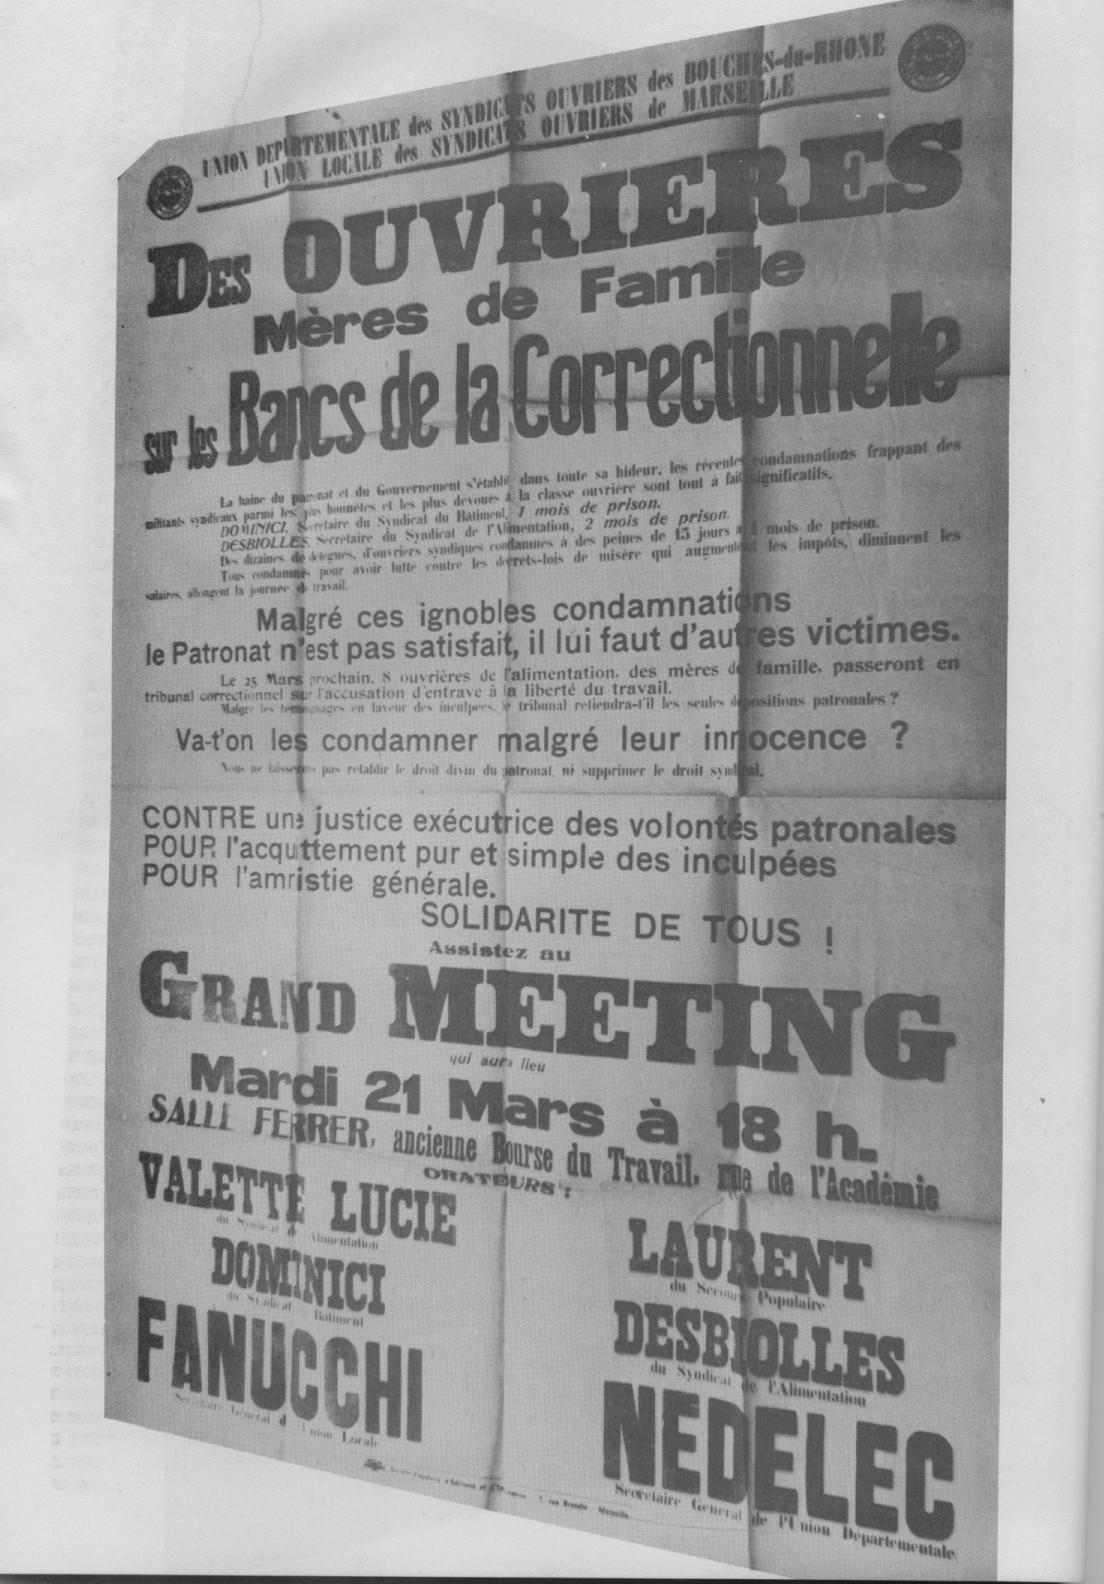 UNION DEPARTEMENTALE des SYNDICATS OUVRIERS des BOUCHES-du-RHONE
UNION LOCALE des SYNDICATS OUVRIERS de MARSEILLE
DES OUVRIERES
Mères de Famille
sur les Bancs de la Correctionnelle
La haine du patronat et du Gouvernement s'établit dans toute sa hideur, les récentes condamnations frappant des
militants syndicaux parmi les plus honnêtes et les plus devoués à la classe ouvrière sont tout à fait significatifs.
DOMINICI, Secrétaire du Syndicat du Bâtiment, 1 mois de prison.
DESBIOLLES Secrétaire du Syndicat de l'Alimentation, 2 mois de prison.
Des dizaines de délégués, d'ouvriers syndiqués condamnés à des peines de 15 jours à mois de prison.
Tous condamnés pour avoir lutté contre les décrets-lois de misère qui augmentent les impôts, diminuent les
salaires, allongent la journée de travail.
Malgré ces ignobles condamnations
le Patronat n'est pas satisfait, il lui faut d'autres victimes.
Le 25 Mars prochain, 8 ouvrières de l'alimentation, des mères de famille, passeront en
tribunal correctionnel sur l'accusation d'entrave à la liberté du travail.
Malgré les témoignages en faveur des inculpées, le tribunal retiendra-t'il les seules dépositions patronales ?
Va-t'on les condamner malgré leur innocence ?
Nous ne laisserons pas rétablir le droit divin du patronat, ni supprimer le droit syndical.
CONTRE une justice exécutrice des volontés patronales
POUR l'acquittement pur et simple des inculpées
POUR l'amnistie générale.
SOLIDARITE DE TOUS !
Assistez au
GRAND MEETING
qui aura lieu
Mardi 21 Mars à 18 h.
SALLE FERRER, ancienne Bourse du Travail, rue de l'Académie
ORATEURS :
VALETTE LUCIE
du Syndicat de l'Alimentation
DOMINICI
du Syndicat Bâtiment
FANUCCHI
Secrétaire Général de l'Union Locale
LAURENT
du Secours Populaire
DESBIOLLES
du Syndicat de l'Alimentation
NEDELEC
Secrétaire Général de l'Union Departementale
Marseille